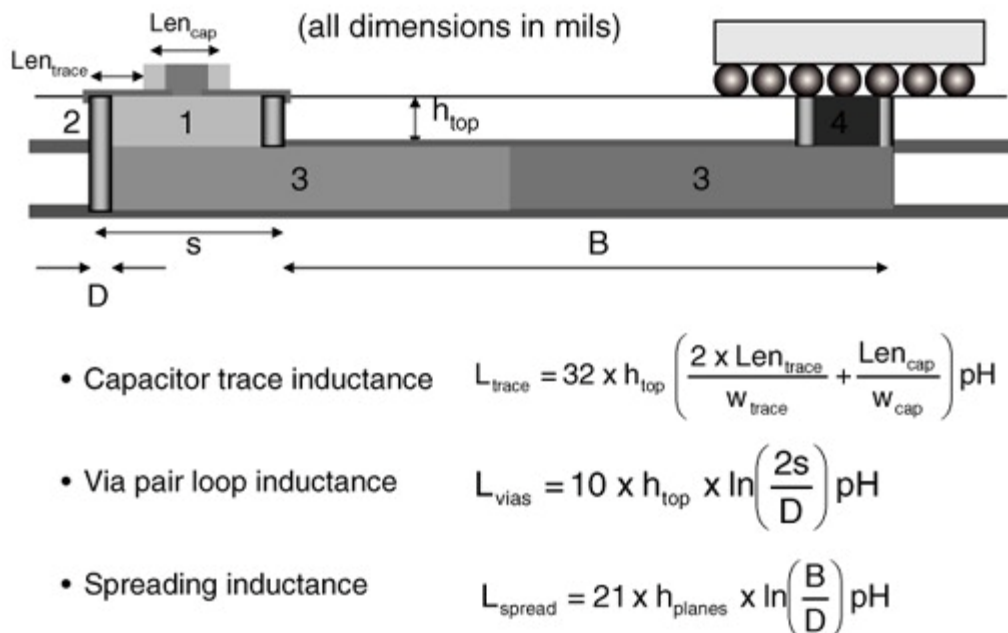 (all dimensions in mils)
Len_cap
Len_trace
2
1
h_top
4
3
3
s
B
D
• Capacitor trace inductance L_trace = 32 x h_top ( (2 x Len_trace)/w_trace + Len_cap/w_cap ) pH
• Via pair loop inductance L_vias = 10 x h_top x ln(2s/D) pH
• Spreading inductance L_spread = 21 x h_planes x ln(B/D) pH